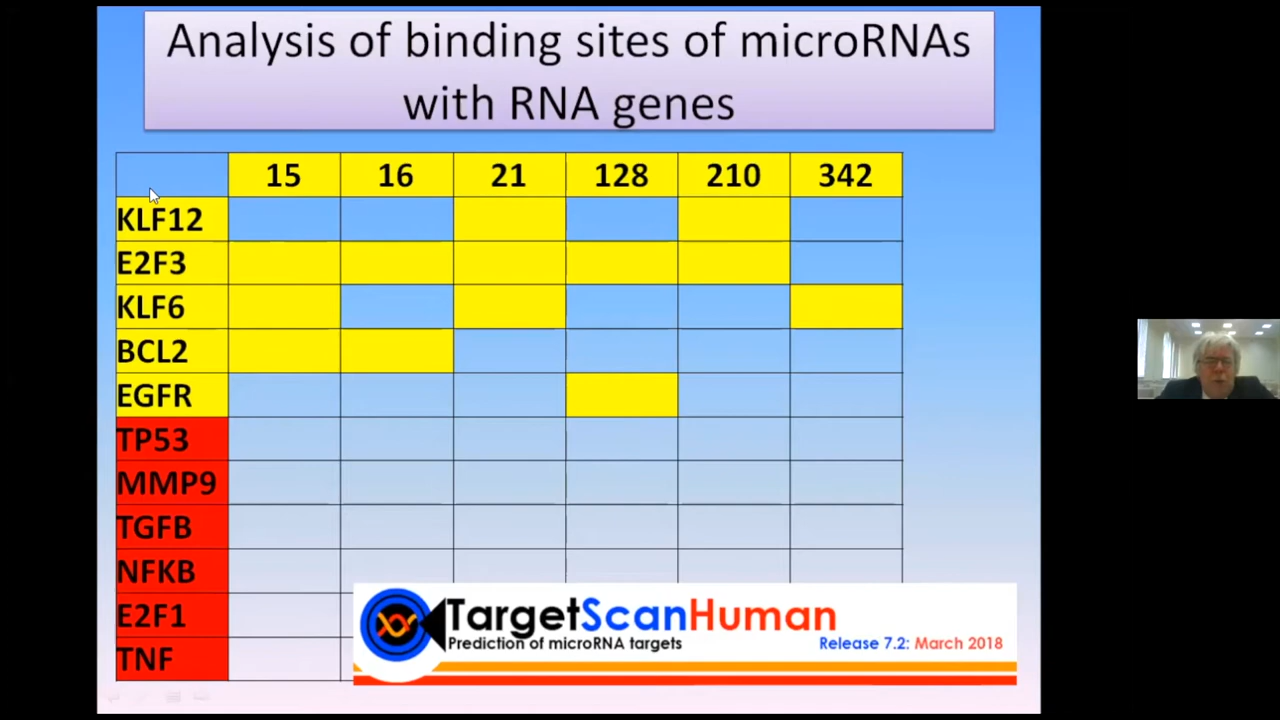 Analysis of binding sites of microRNAs
with RNA genes
15 16 21 128 210 342
KLF12
E2F3
KLF6
BCL2
EGFR
TP53
MMP9
TGFB
NFKB
E2F1
TNF
TargetScanHuman
Prediction of microRNA targets Release 7.2: March 2018